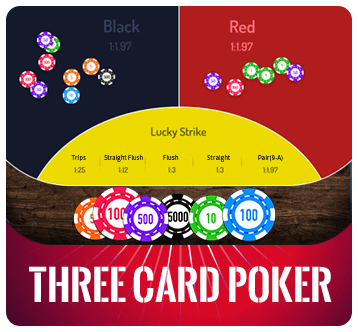 Black Red
1:1.97 1:1.97
Lucky Strike
Trips Straight Flush Flush Straight Pair(9-A)
1:25 1:12 1:3 1:3 1:1.97
100 500 5000 10 100
THREE CARD POKER